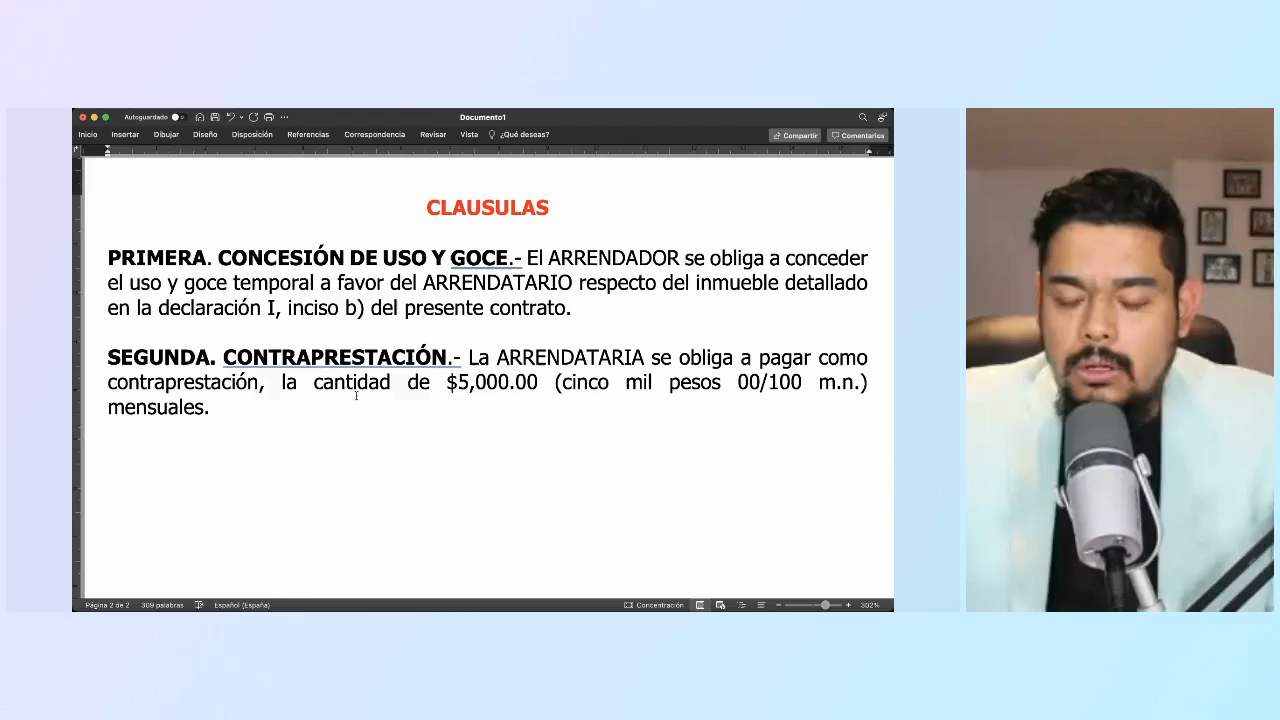 Autoguardado
Documento1
Inicio Insertar Dibujar Diseño Disposición Referencias Correspondencia Revisar Vista ¿Qué deseas? Compartir Comentarios
CLAUSULAS
PRIMERA. CONCESIÓN DE USO Y GOCE.- El ARRENDADOR se obliga a conceder
el uso y goce temporal a favor del ARRENDATARIO respecto del inmueble detallado
en la declaración I, inciso b) del presente contrato.
SEGUNDA. CONTRAPRESTACIÓN.- La ARRENDATARIA se obliga a pagar como
contraprestación, la cantidad de $5,000.00 (cinco mil pesos 00/100 m.n.)
mensuales.
Página 2 de 2 309 palabras Español (España) Concentración 302%